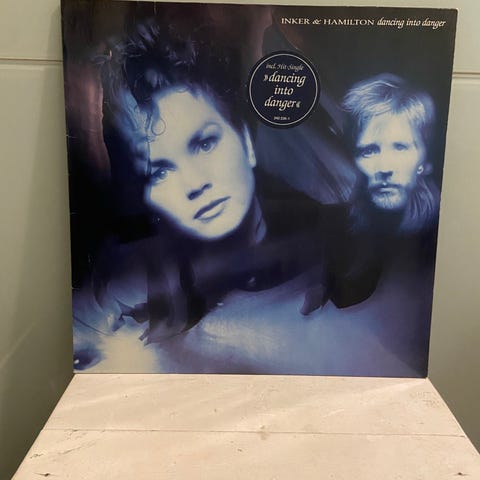 INKER & HAMILTON dancing into danger
incl. Hit-Single
»dancing
into
danger«